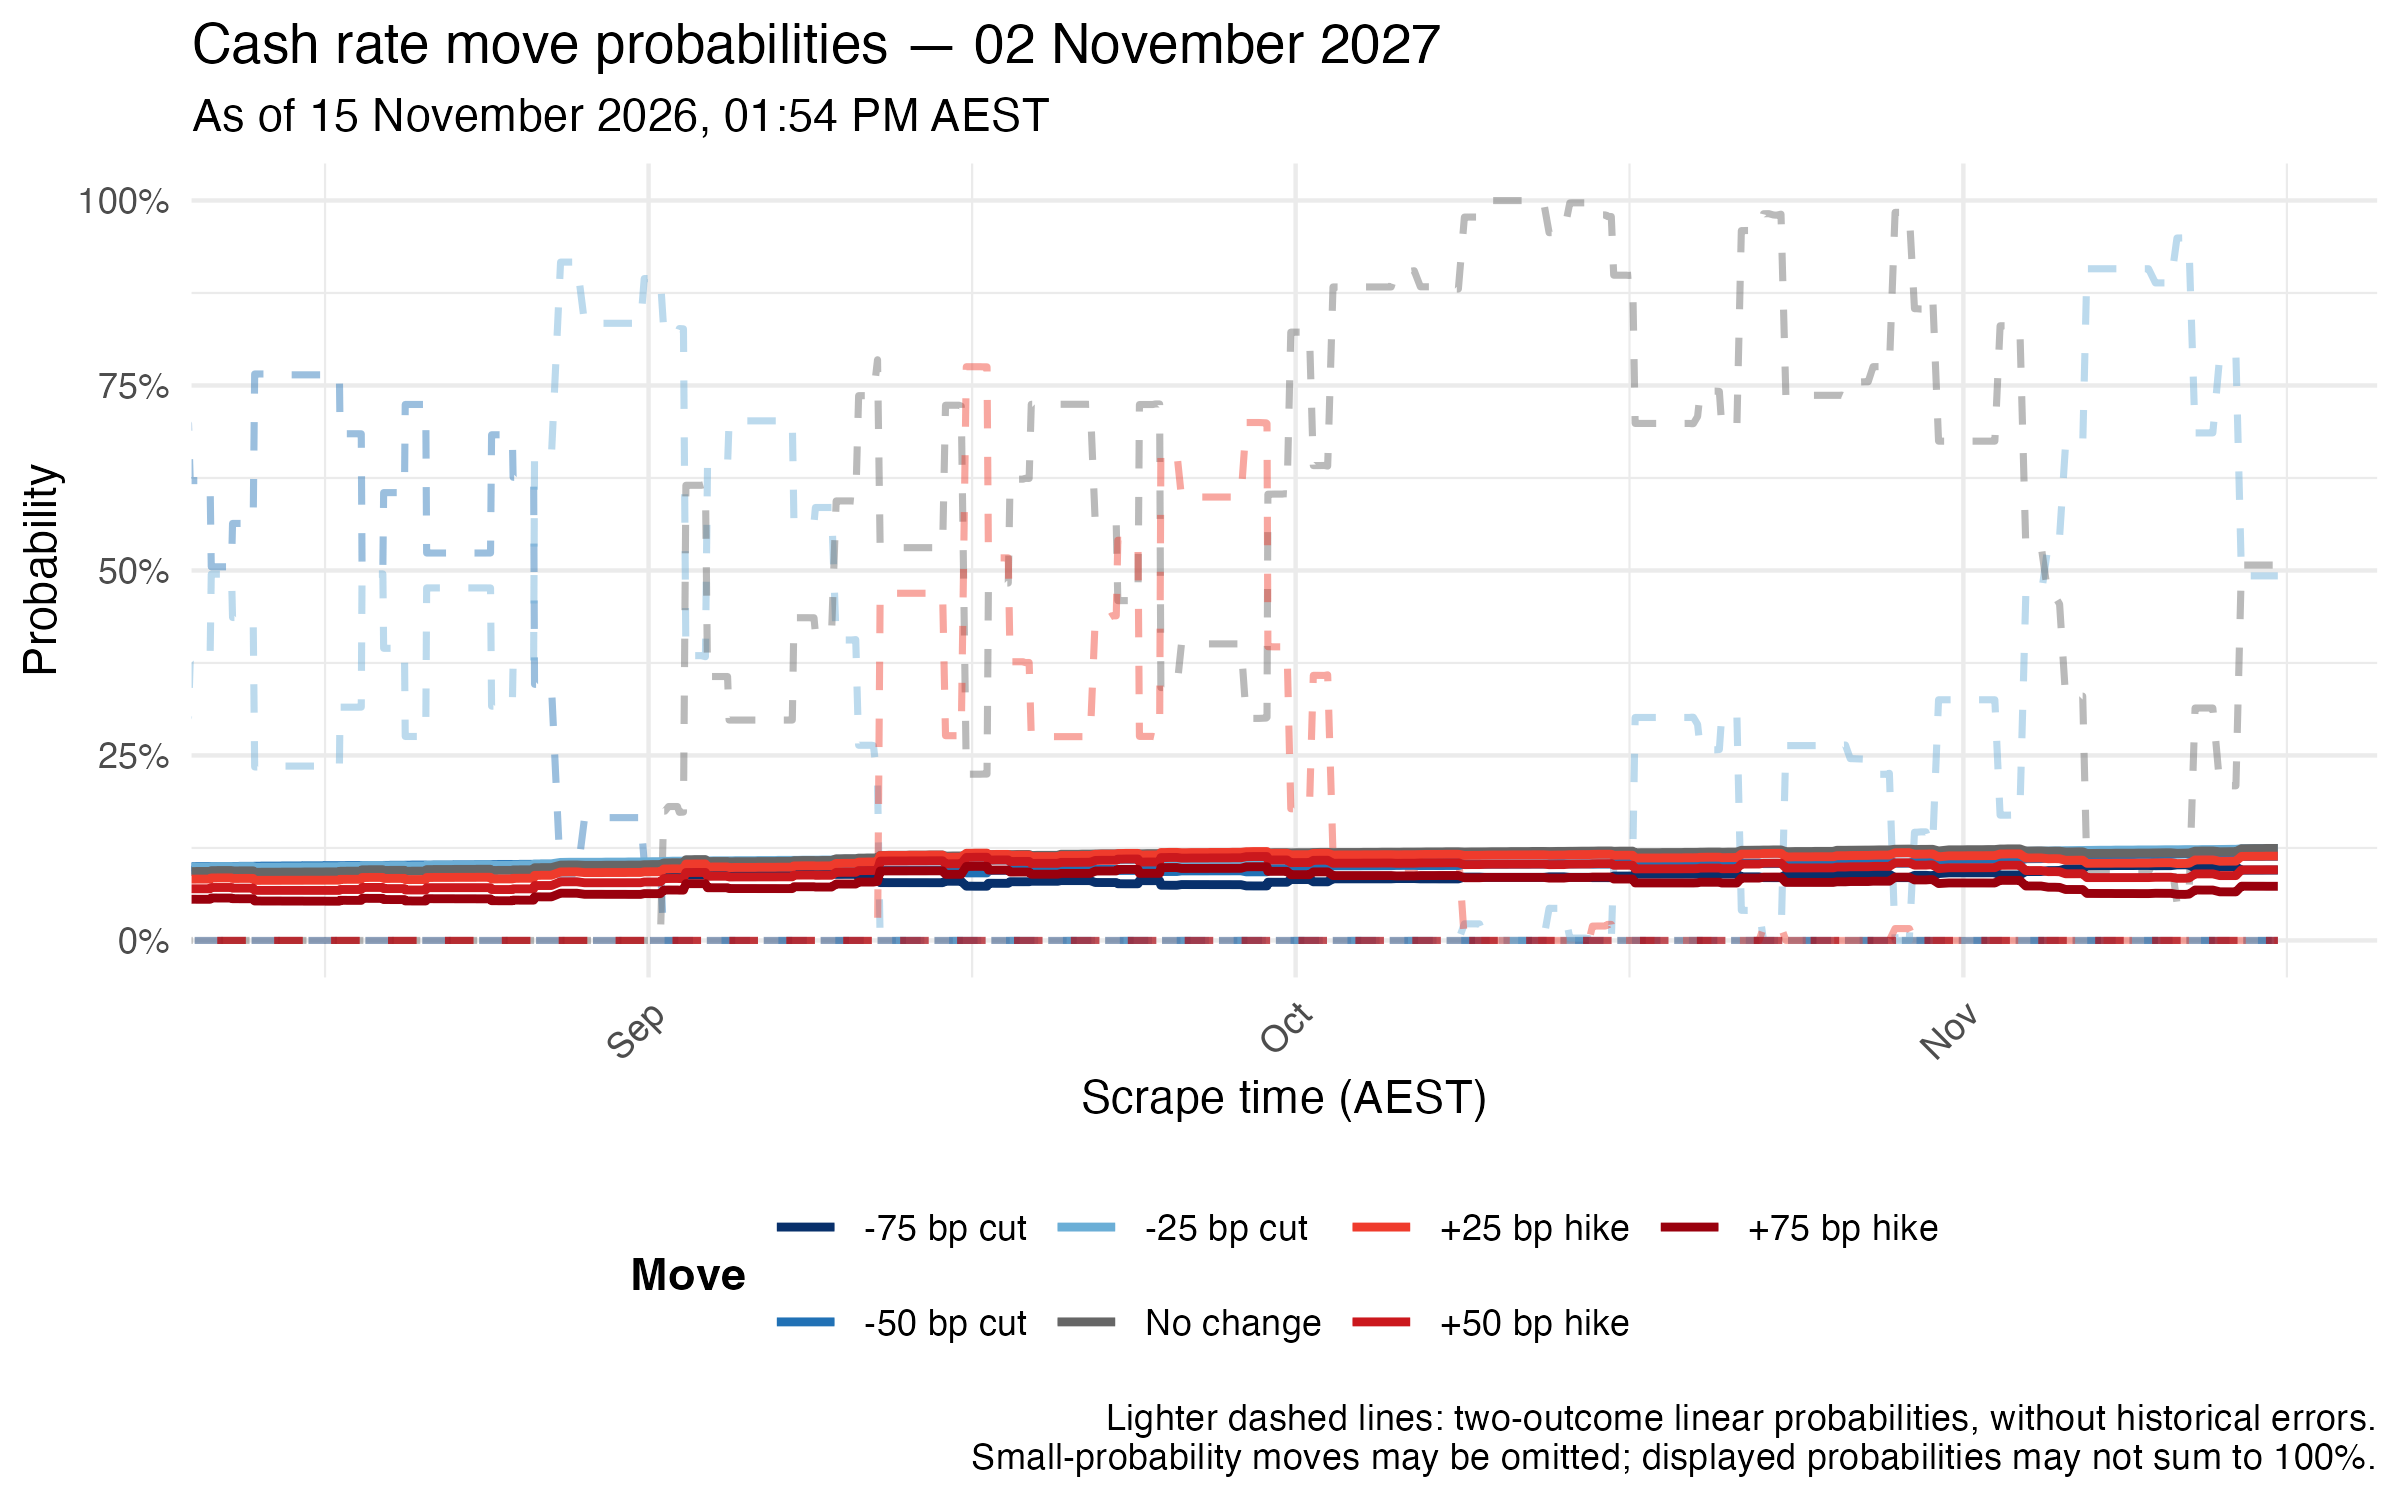 Cash rate move probabilities — 02 November 2027
As of 15 November 2026, 01:54 PM AEST
Probability
100%
75%
50%
25%
0%
Sep
Oct
Nov
Scrape time (AEST)
Move
-75 bp cut
-25 bp cut
+25 bp hike
+75 bp hike
-50 bp cut
No change
+50 bp hike
Lighter dashed lines: two-outcome linear probabilities, without historical errors.
Small-probability moves may be omitted; displayed probabilities may not sum to 100%.